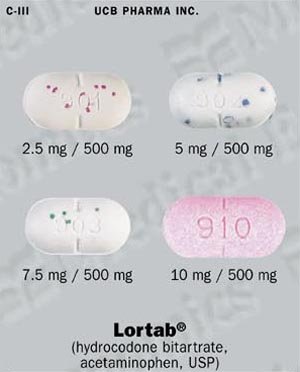 C-III UCB PHARMA INC.
901 902
2.5 mg / 500 mg 5 mg / 500 mg
903 910
7.5 mg / 500 mg 10 mg / 500 mg
Lortab®
(hydrocodone bitartrate,
acetaminophen, USP)